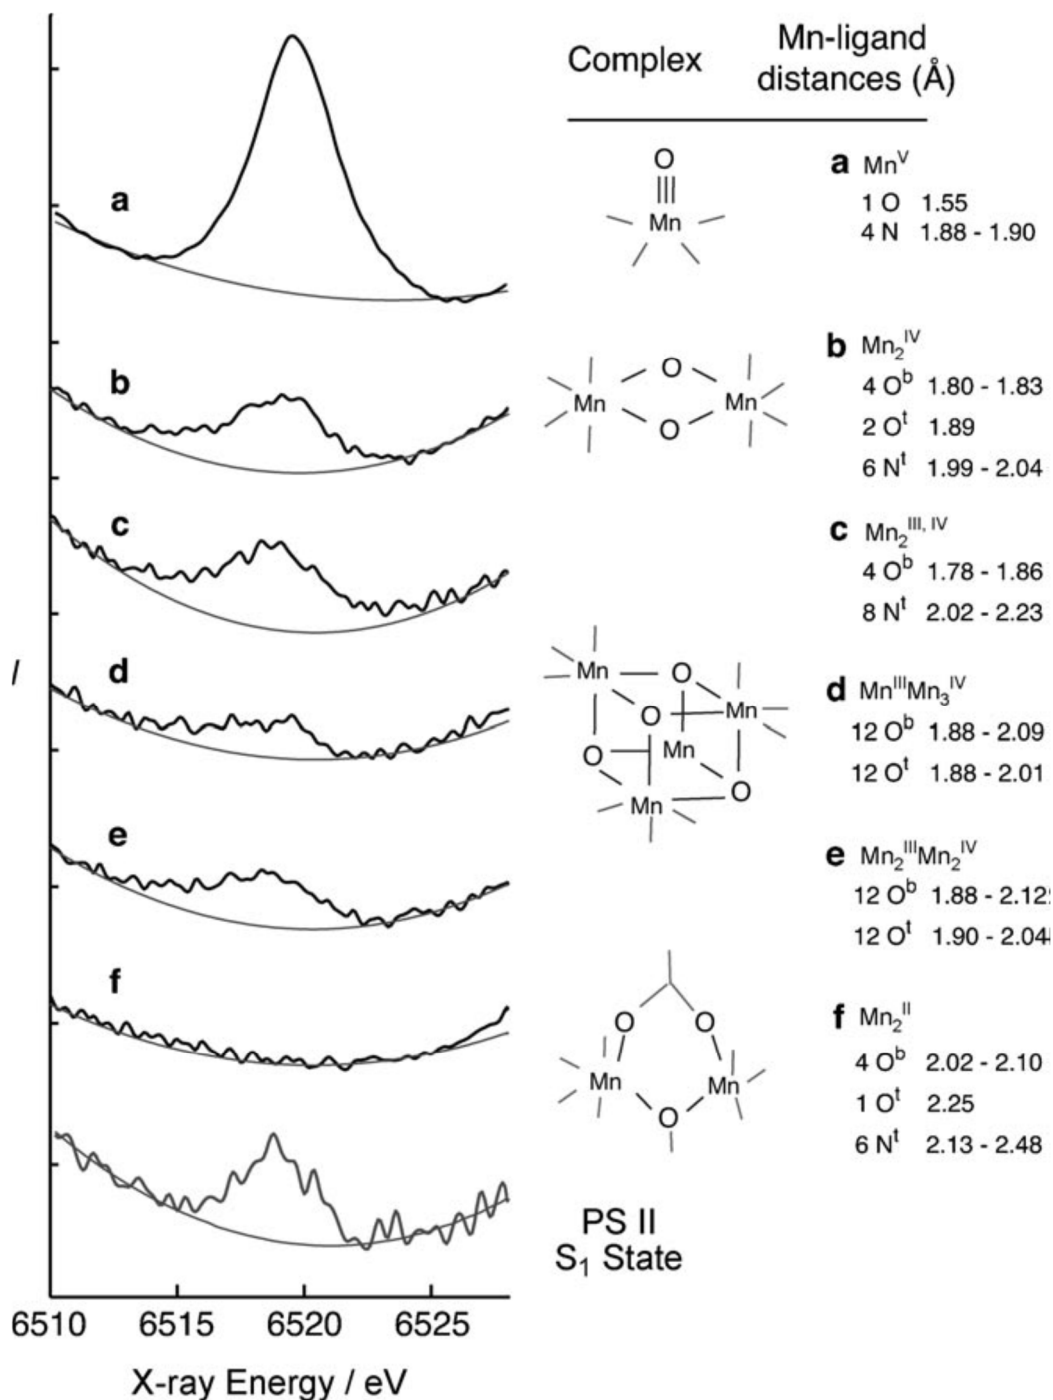 Complex
Mn-ligand
distances (Å)
a
O
Mn
a Mn^V
1 O 1.55
4 N 1.88 - 1.90
b
O
Mn
Mn
O
b Mn₂^IV
4 O^b 1.80 - 1.83
2 O^t 1.89
6 N^t 1.99 - 2.04
c
c Mn₂^III, IV
4 O^b 1.78 - 1.86
8 N^t 2.02 - 2.23
I
d
Mn
O
O
Mn
O
Mn
Mn
O
d Mn^IIIMn₃^IV
12 O^b 1.88 - 2.09
12 O^t 1.88 - 2.01
e
e Mn₂^IIIMn₂^IV
12 O^b 1.88 - 2.12
12 O^t 1.90 - 2.04
f
O
O
Mn
Mn
O
f Mn₂^II
4 O^b 2.02 - 2.10
1 O^t 2.25
6 N^t 2.13 - 2.48
PS II
S₁ State
6510 6515 6520 6525
X-ray Energy / eV